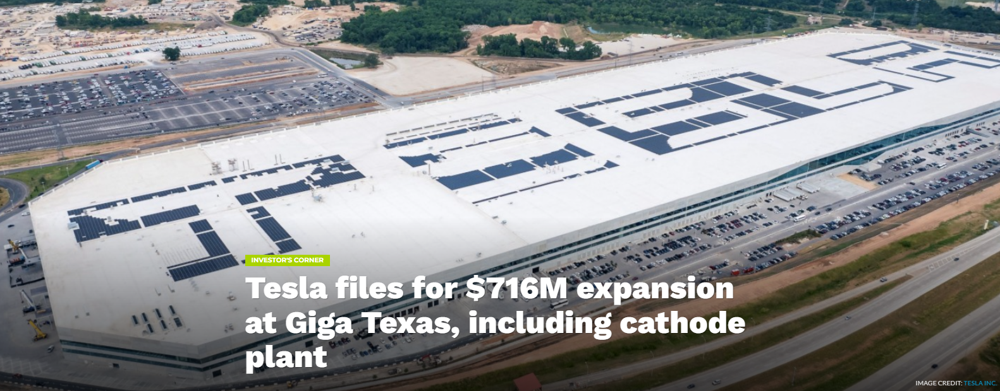 INVESTOR'S CORNER
Tesla files for $716M expansion
at Giga Texas, including cathode
plant
IMAGE CREDIT: TESLA INC.